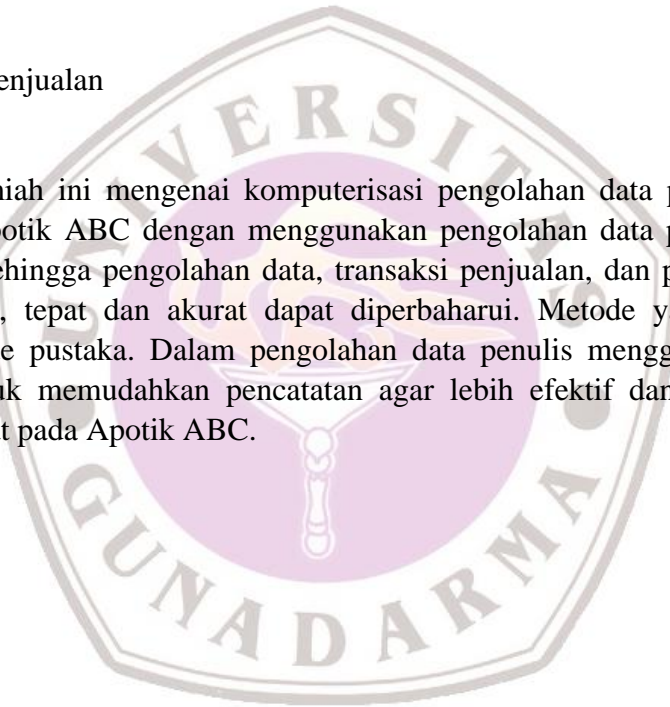 enjualan
niah ini mengenai komputerisasi pengolahan data p
potik ABC dengan menggunakan pengolahan data p
ehingga pengolahan data, transaksi penjualan, dan p
, tepat dan akurat dapat diperbaharui. Metode y
e pustaka. Dalam pengolahan data penulis mengg
uk memudahkan pencatatan agar lebih efektif dan
at pada Apotik ABC.
UNIVERSITAS
GUNADARMA